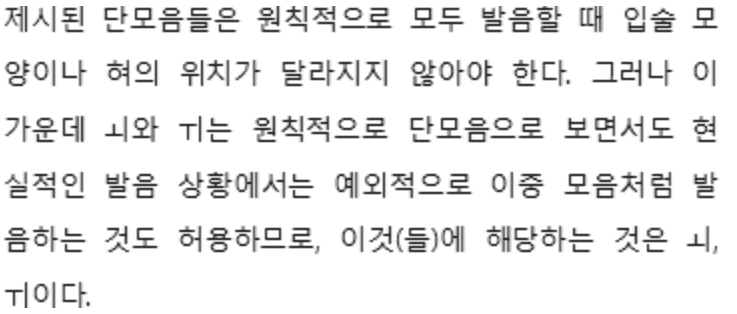 제시된 단모음들은 원칙적으로 모두 발음할 때 입술 모
양이나 혀의 위치가 달라지지 않아야 한다. 그러나 이
가운데 ㅚ와 ㅟ는 원칙적으로 단모음으로 보면서도 현
실적인 발음 상황에서는 예외적으로 이중 모음처럼 발
음하는 것도 허용하므로, 이것(들)에 해당하는 것은 ㅚ,
ㅟ이다.